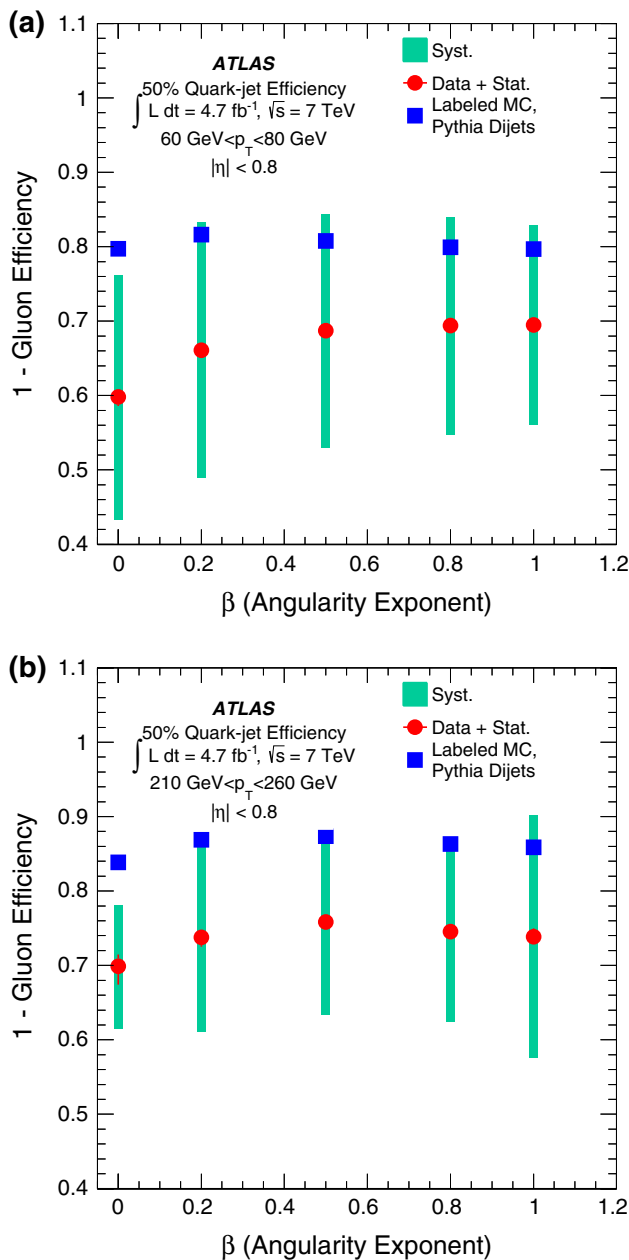 (a)
1.1
1
0.9
0.8
0.7
0.6
0.5
0.4
1 - Gluon Efficiency
ATLAS
50% Quark-jet Efficiency
∫ L dt = 4.7 fb⁻¹, √s = 7 TeV
60 GeV<p_T<80 GeV
|η| < 0.8
Syst.
Data + Stat.
Labeled MC,
Pythia Dijets
0 0.2 0.4 0.6 0.8 1 1.2
β (Angularity Exponent)
(b)
1.1
1
0.9
0.8
0.7
0.6
0.5
0.4
1 - Gluon Efficiency
ATLAS
50% Quark-jet Efficiency
∫ L dt = 4.7 fb⁻¹, √s = 7 TeV
210 GeV<p_T<260 GeV
|η| < 0.8
Syst.
Data + Stat.
Labeled MC,
Pythia Dijets
0 0.2 0.4 0.6 0.8 1 1.2
β (Angularity Exponent)